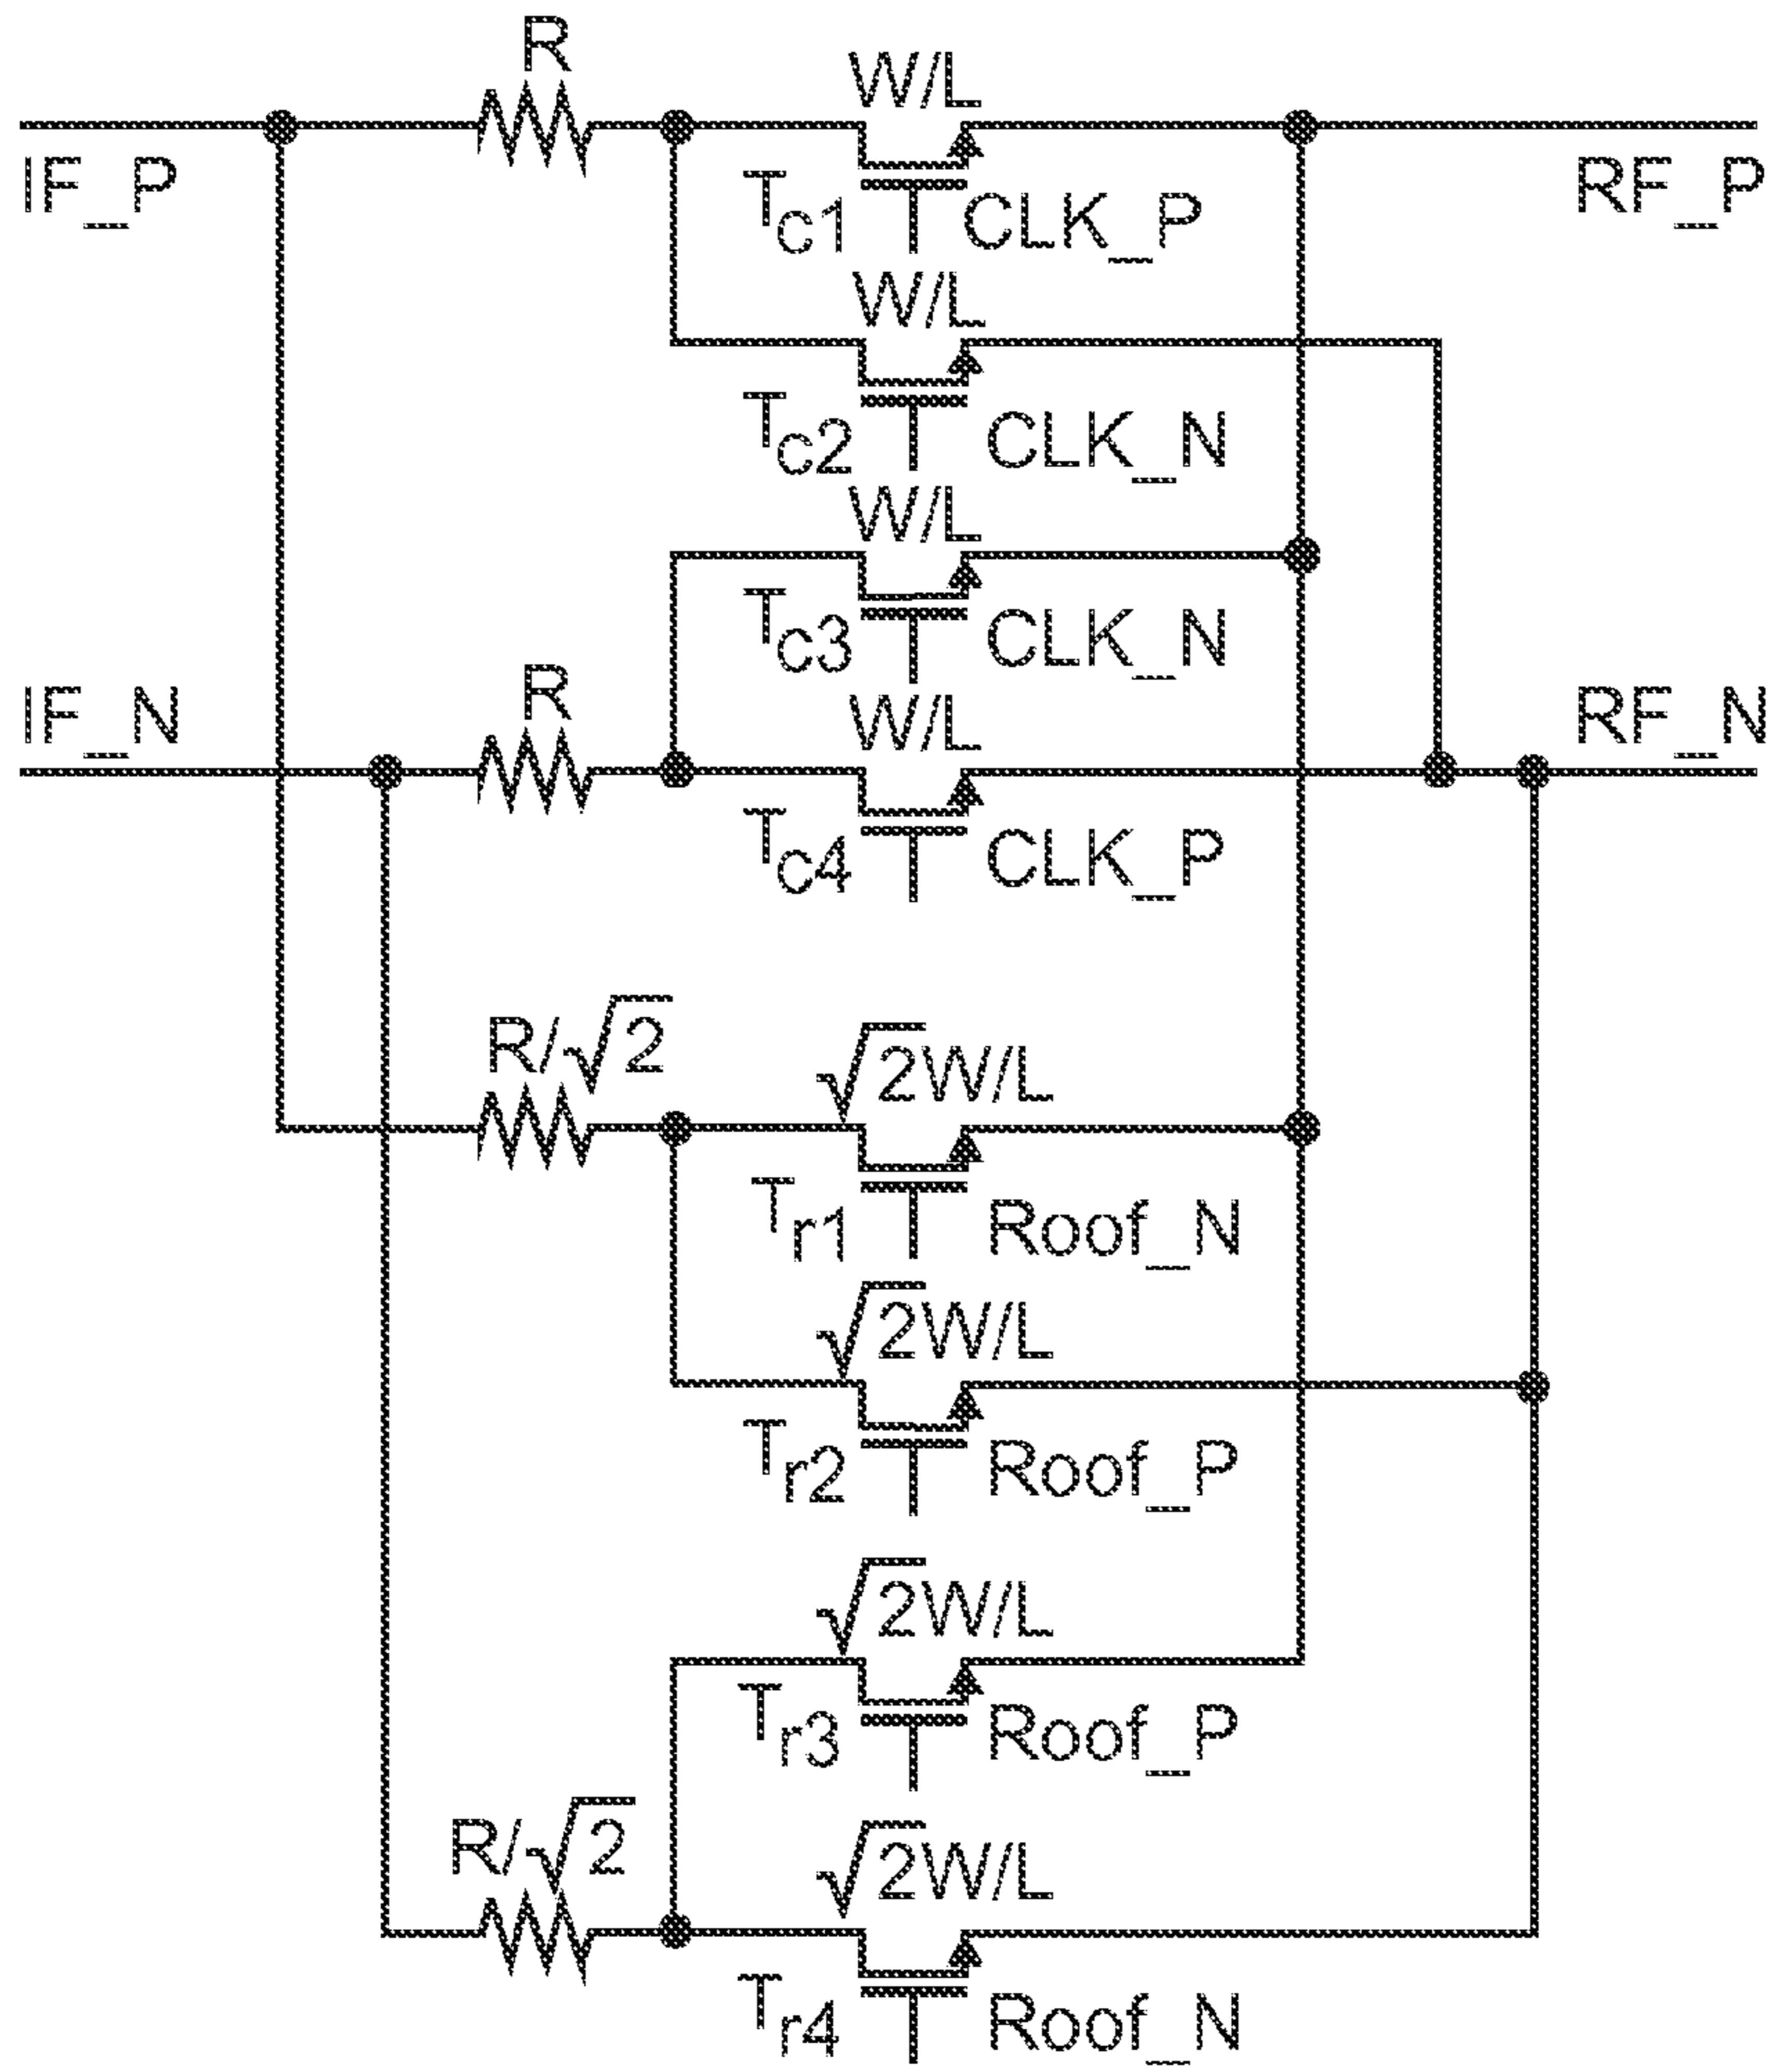 R
W/L
IF_P
Tc1
CLK_P
RF_P
W/L
Tc2
CLK_N
W/L
Tc3
CLK_N
IF_N
R
W/L
RF_N
Tc4
CLK_P
R/√2
√2W/L
Tr1
Roof_N
√2W/L
Tr2
Roof_P
√2W/L
Tr3
Roof_P
R/√2
√2W/L
Tr4
Roof_N